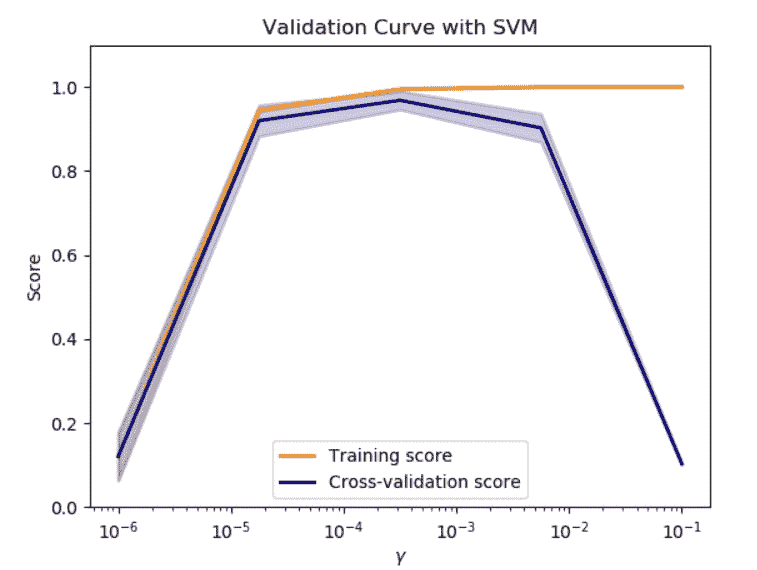 Validation Curve with SVM
1.0
0.8
0.6
0.4
0.2
0.0
Score
Training score
Cross-validation score
10⁻⁶ 10⁻⁵ 10⁻⁴ 10⁻³ 10⁻² 10⁻¹
γ